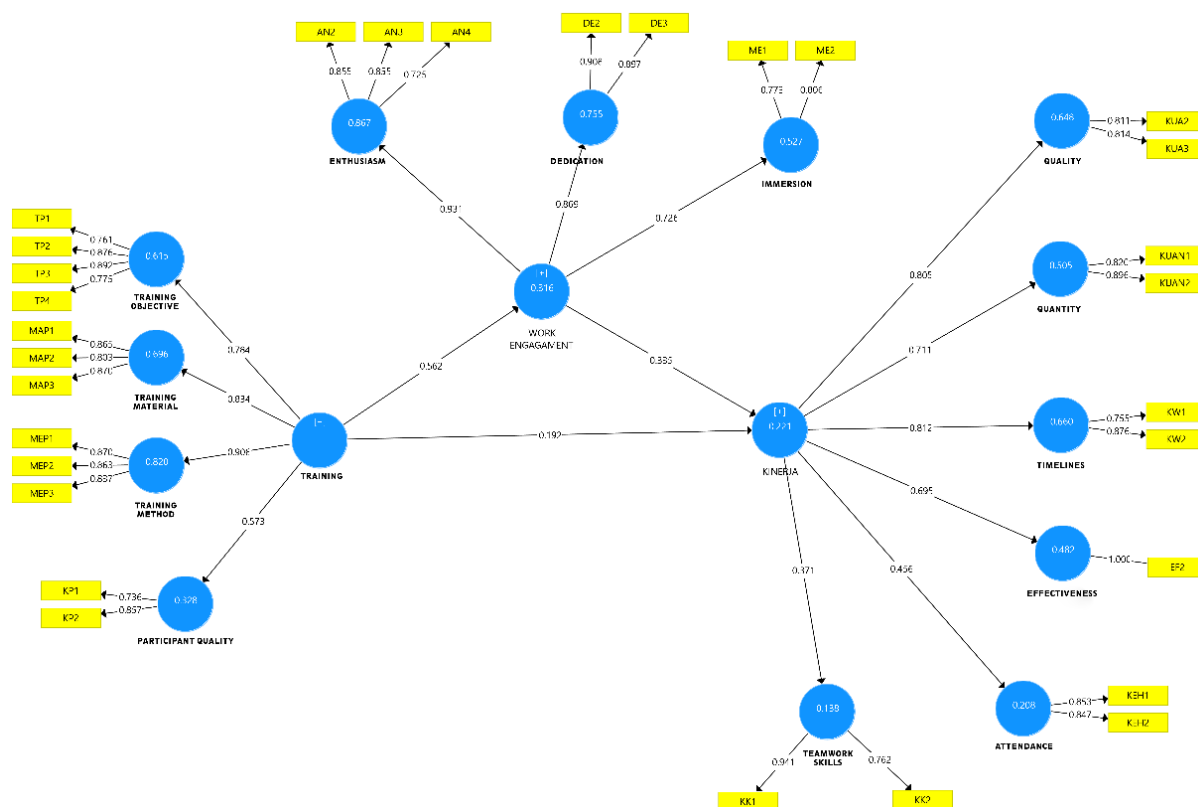 AN2
AN3
AN4
0.855
0.855
0.725
0.867
ENTHUSIASM
DE2
DE3
0.908
0.897
0.755
DEDICATION
ME1
ME2
0.773
0.527
IMMERSION
0.931
0.869
0.726
TP1
TP2
TP3
TP4
0.761
0.876
0.892
0.775
0.615
TRAINING
OBJECTIVE
MAP1
MAP2
MAP3
0.865
0.803
0.870
0.696
TRAINING
MATERIAL
MEP1
MEP2
MEP3
0.870
0.863
0.837
0.820
TRAINING
METHOD
KP1
KP2
0.736
0.857
0.328
PARTICIPANT QUALITY
0.784
0.834
0.906
0.573
TRAINING
0.562
0.192
[+]
0.316
WORK
ENGAGAMENT
0.385
[+]
0.221
KINERJA
0.805
0.711
0.812
0.695
0.456
0.371
0.648
QUALITY
0.811
0.814
KUA2
KUA3
0.505
QUANTITY
0.820
0.896
KUAN1
KUAN2
0.660
TIMELINES
0.755
0.876
KW1
KW2
0.482
EFFECTIVENESS
1.000
EF2
0.208
ATTENDANCE
0.853
0.847
KEH1
KEH2
0.138
TEAMWORK
SKILLS
0.941
0.762
KK1
KK2